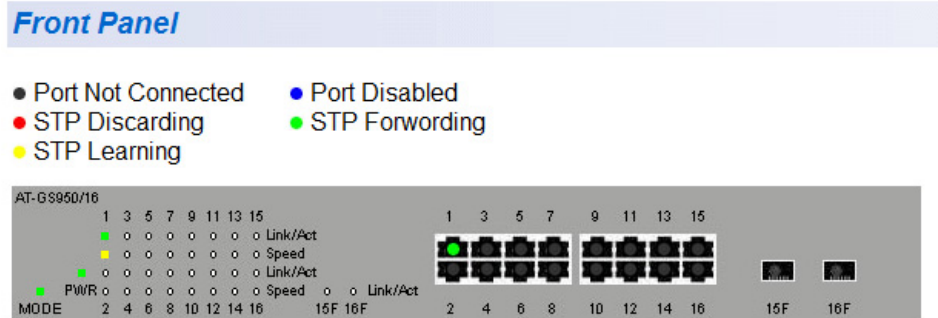 Front Panel
Port Not Connected Port Disabled
STP Discarding STP Forwording
STP Learning
AT-GS950/16
1 3 5 7 9 11 13 15 1 3 5 7 9 11 13 15
Link/Act
Speed
Link/Act
PWR Speed Link/Act
MODE 2 4 6 8 10 12 14 16 15F 16F 2 4 6 8 10 12 14 16 15F 16F